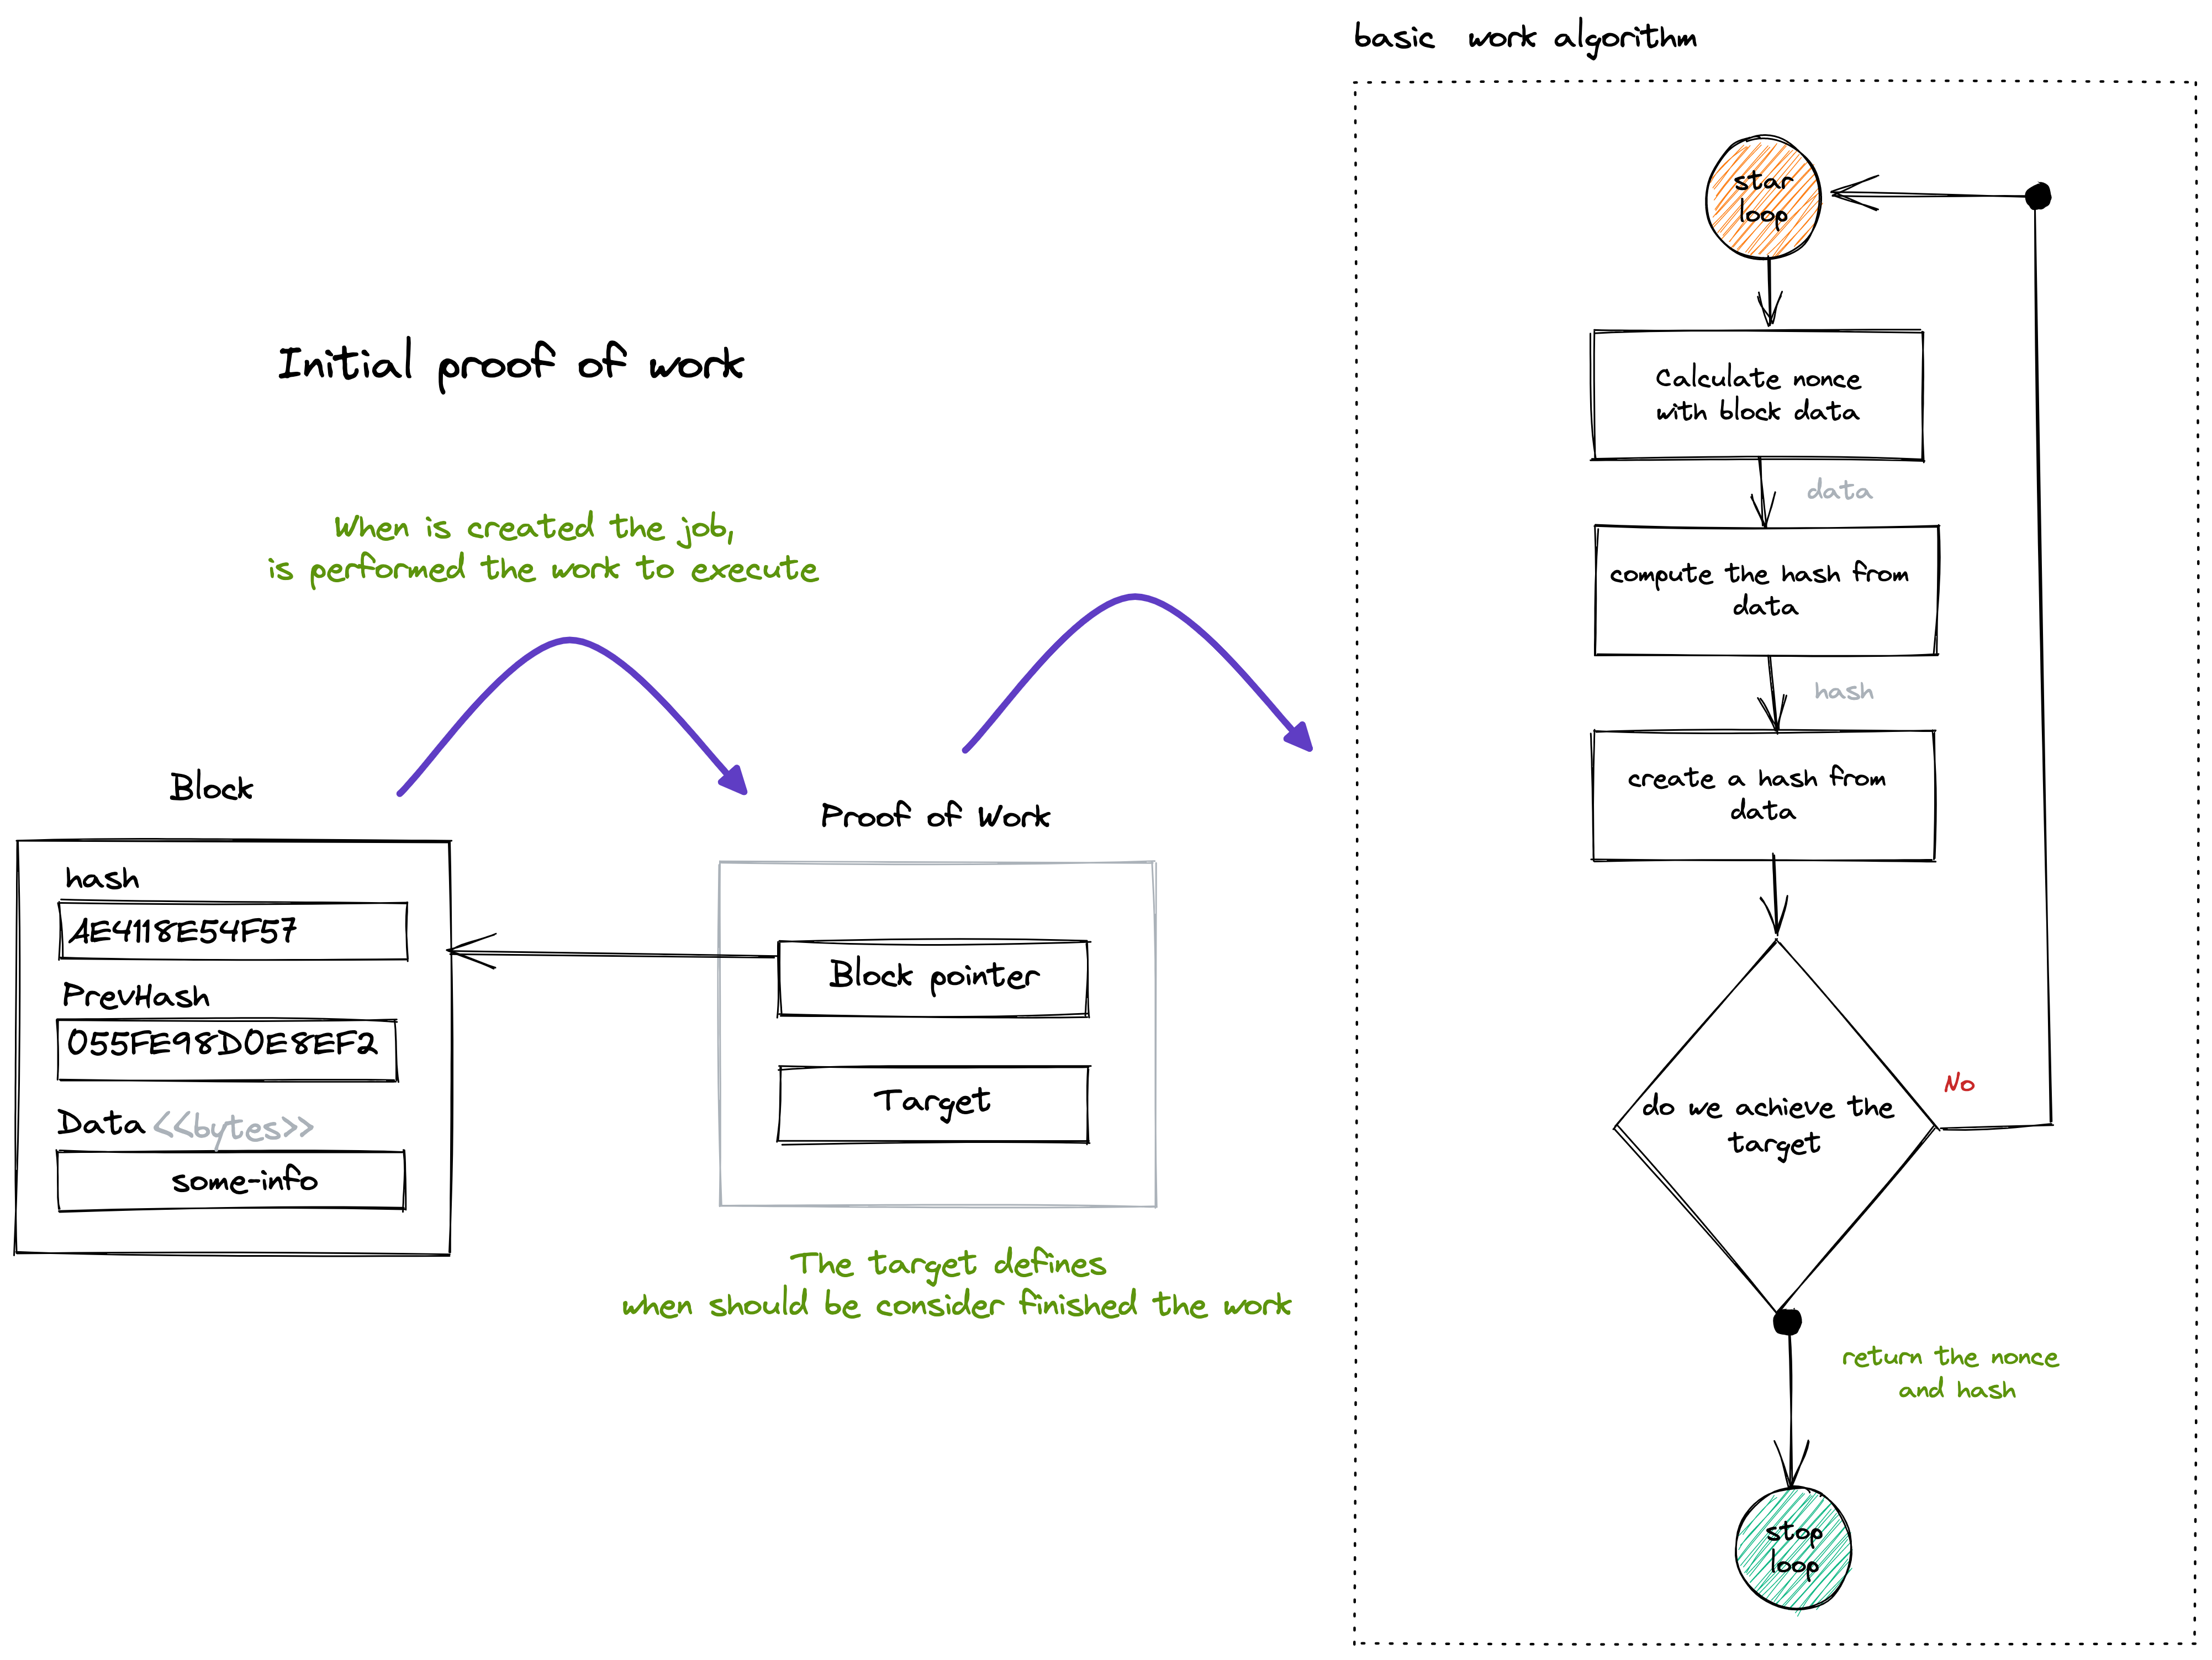 basic work algorithm
Initial proof of work
When is created the job,
is performed the work to execute
Block
hash
AE4118E54F57
PrevHash
055FE98D0E8EF2
Data <<bytes>>
some-info
Proof of Work
Block pointer
Target
The target defines
when should be consider finished the work
star
loop
Calculate nonce
with block data
data
compute the hash from
data
hash
create a hash from
data
do we achieve the
target
No
return the nonce
and hash
stop
loop